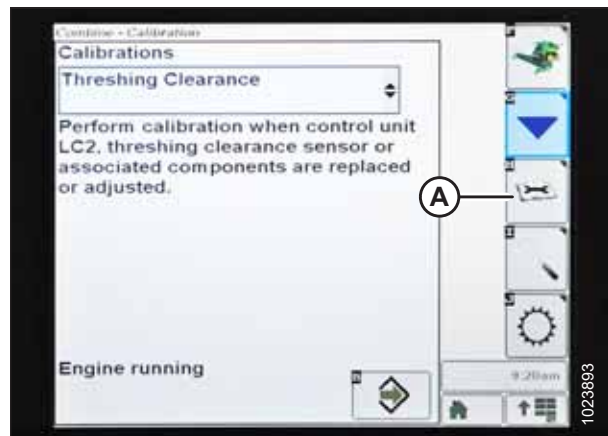 Combine - Calibration
Calibrations
Threshing Clearance
Perform calibration when control unit
LC2, threshing clearance sensor or
associated components are replaced
or adjusted.
A
Engine running
9:20am
1023893